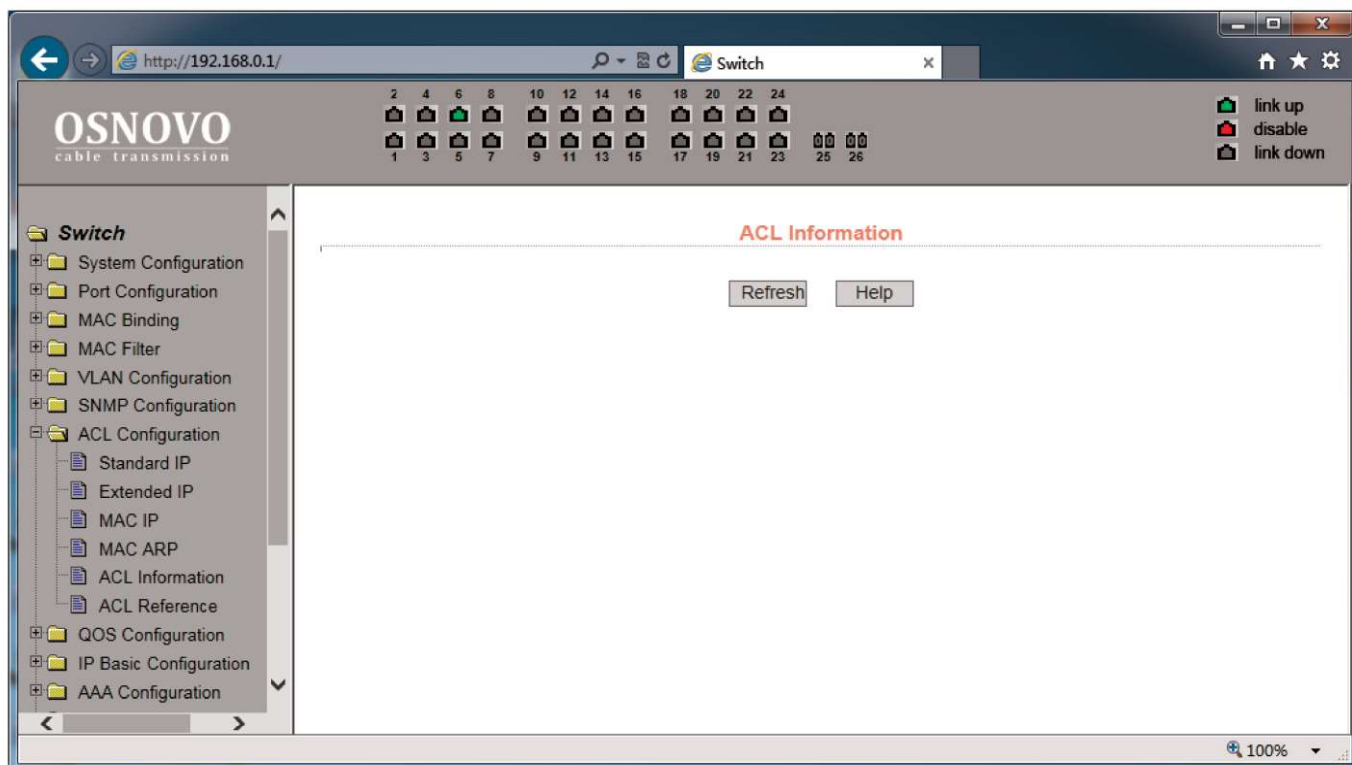 http://192.168.0.1/
Switch
OSNOVO
cable transmission
2 4 6 8 10 12 14 16 18 20 22 24
1 3 5 7 9 11 13 15 17 19 21 23 25 26
link up
disable
link down
Switch
System Configuration
Port Configuration
MAC Binding
MAC Filter
VLAN Configuration
SNMP Configuration
ACL Configuration
Standard IP
Extended IP
MAC IP
MAC ARP
ACL Information
ACL Reference
QOS Configuration
IP Basic Configuration
AAA Configuration
ACL Information
Refresh Help
100%